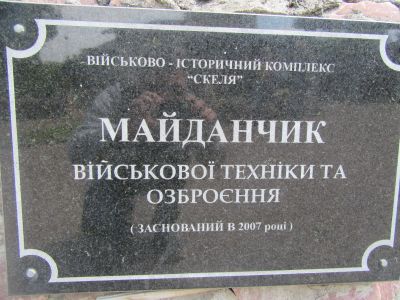 ВІЙСЬКОВО - ІСТОРИЧНИЙ КОМПЛЕКС
“СКЕЛЯ”
МАЙДАНЧИК
ВІЙСЬКОВОЇ ТЕХНІКИ ТА
ОЗБРОЄННЯ
( ЗАСНОВАНИЙ В 2007 році )